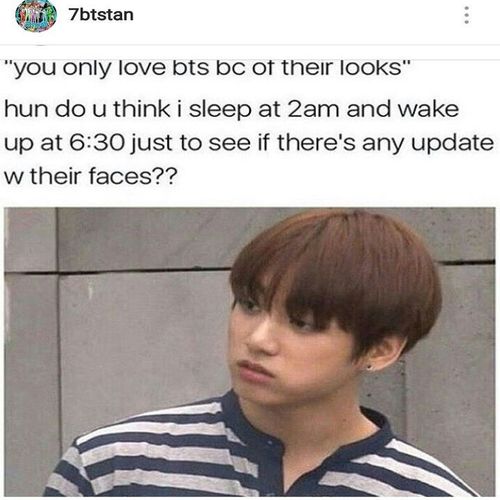 7btstan
"you only love bts bc of their looks"
hun do u think i sleep at 2am and wake
up at 6:30 just to see if there's any update
w their faces??